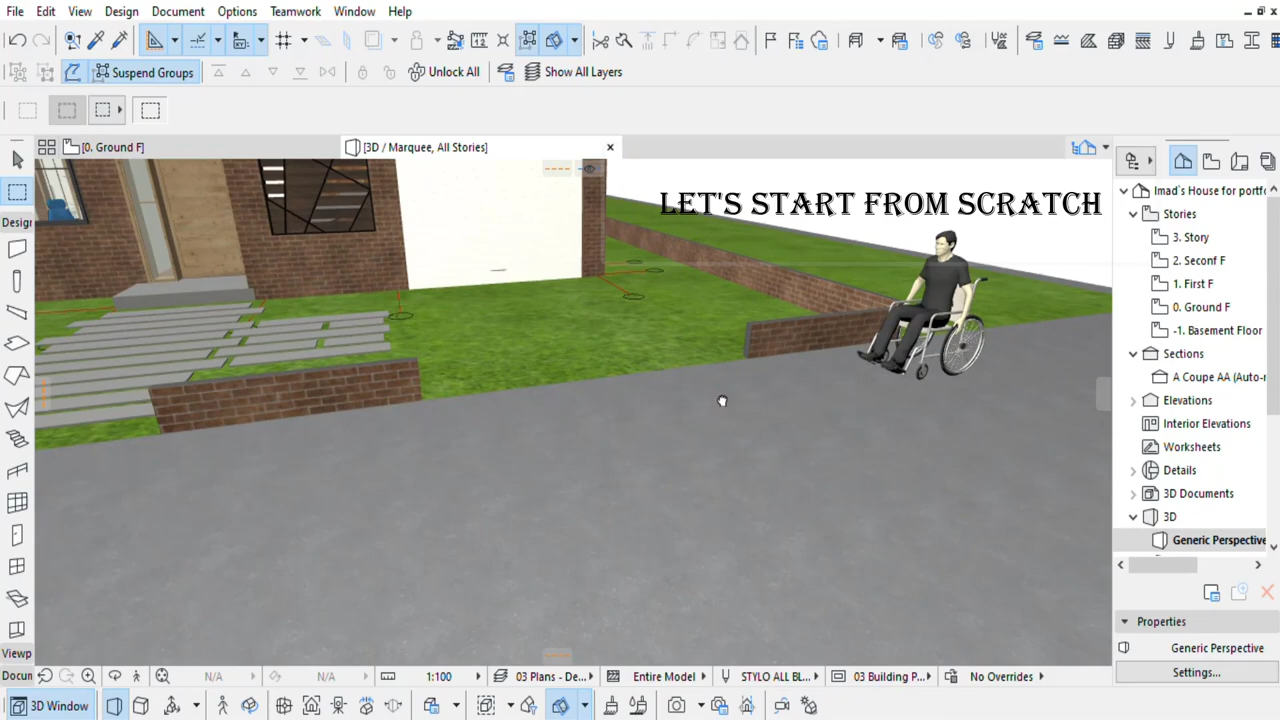 File Edit View Design Document Options Teamwork Window Help
Suspend Groups Unlock All Show All Layers
[0. Ground F] [3D / Marquee, All Stories]
LET'S START FROM SCRATCH
Imad`s House for portf
Stories
3. Story
2. Seconf F
1. First F
0. Ground F
-1. Basement Floor
Sections
A Coupe AA (Auto-r
Elevations
Interior Elevations
Worksheets
Details
3D Documents
3D
Generic Perspective
Properties
Generic Perspective
Settings...
Design
Viewp
Docun
N/A N/A 1:100 03 Plans - De... Entire Model STYLO ALL BL... 03 Building P... No Overrides
3D Window